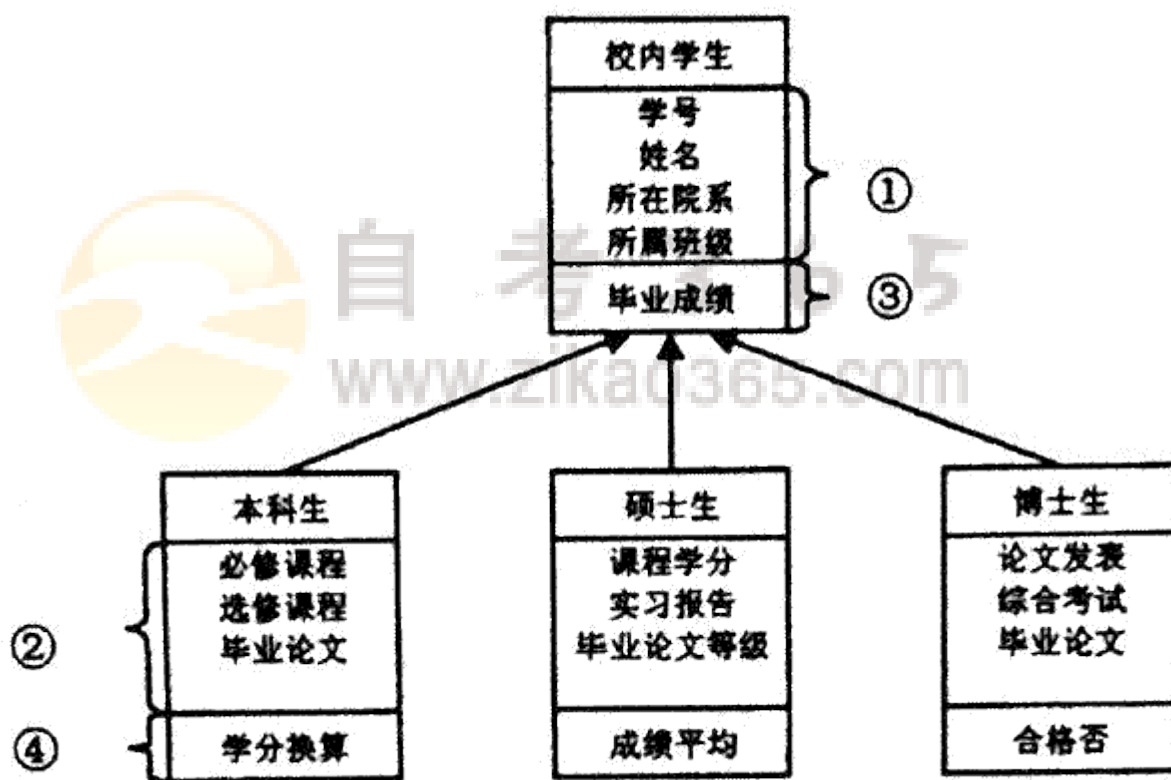 校内学生
学号
姓名
所在院系
所属班级
①
毕业成绩
③
自考365
www.zikao365.com
本科生
必修课程
选修课程
毕业论文
②
学分换算
④
硕士生
课程学分
实习报告
毕业论文等级
成绩平均
博士生
论文发表
综合考试
毕业论文
合格否